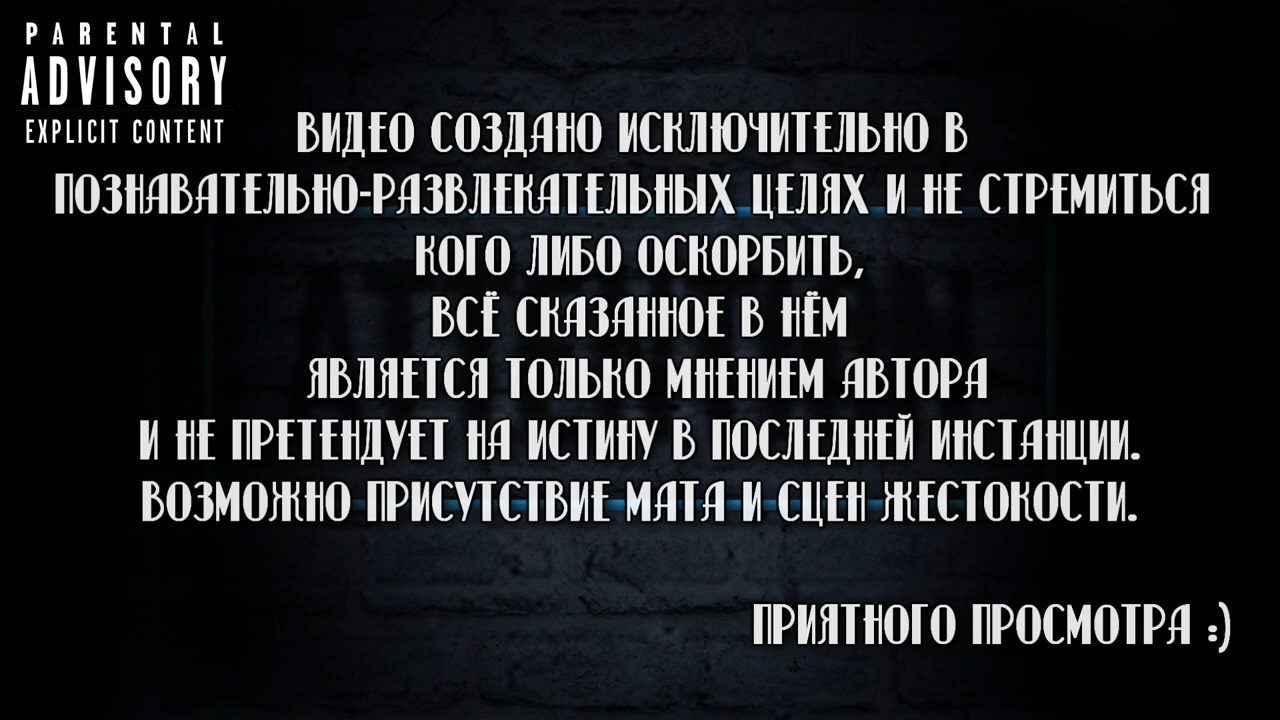 PARENTAL
ADVISORY
EXPLICIT CONTENT
ВИДЕО СОЗДАНО ИСКЛЮЧИТЕЛЬНО В
ПОЗНАВАТЕЛЬНО-РАЗВЛЕКАТЕЛЬНЫХ ЦЕЛЯХ И НЕ СТРЕМИТЬСЯ
КОГО ЛИБО ОСКОРБИТЬ,
ВСЁ СКАЗАННОЕ В НЁМ
ЯВЛЯЕТСЯ ТОЛЬКО МНЕНИЕМ АВТОРА
И НЕ ПРЕТЕНДУЕТ НА ИСТИНУ В ПОСЛЕДНЕЙ ИНСТАНЦИИ.
ВОЗМОЖНО ПРИСУТСТВИЕ МАТА И СЦЕН ЖЕСТОКОСТИ.
ПРИЯТНОГО ПРОСМОТРА :)